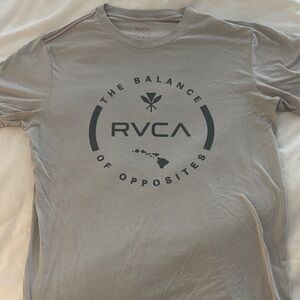 THE BALANCE
RVCA
OF OPPOSITES